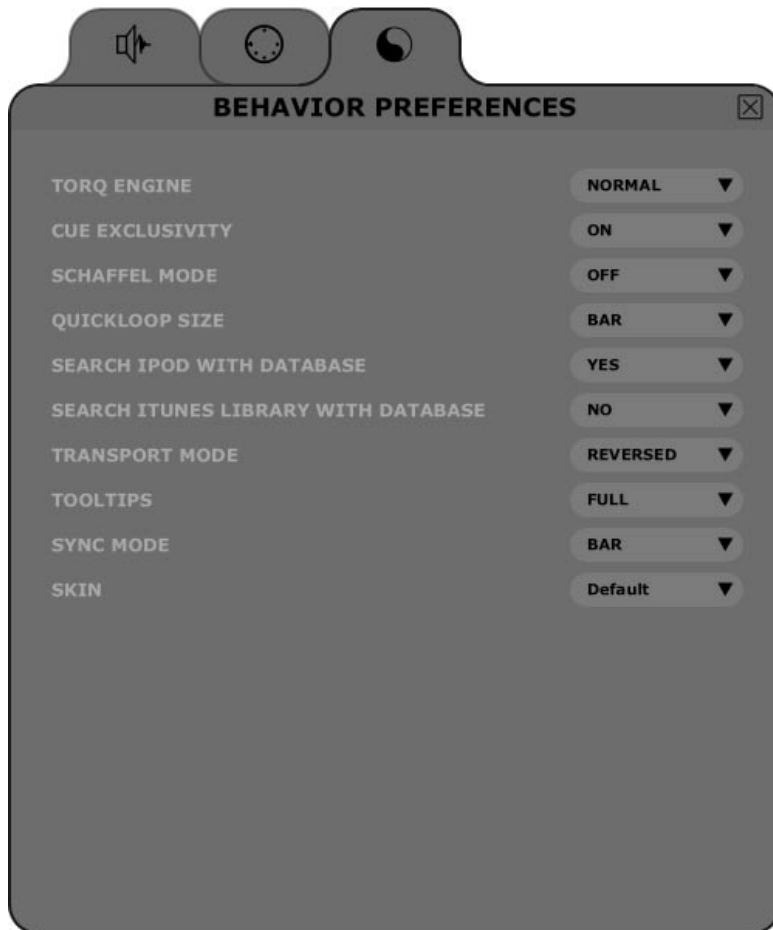 BEHAVIOR PREFERENCES
TORQ ENGINE NORMAL
CUE EXCLUSIVITY ON
SCHAFFEL MODE OFF
QUICKLOOP SIZE BAR
SEARCH IPOD WITH DATABASE YES
SEARCH ITUNES LIBRARY WITH DATABASE NO
TRANSPORT MODE REVERSED
TOOLTIPS FULL
SYNC MODE BAR
SKIN Default